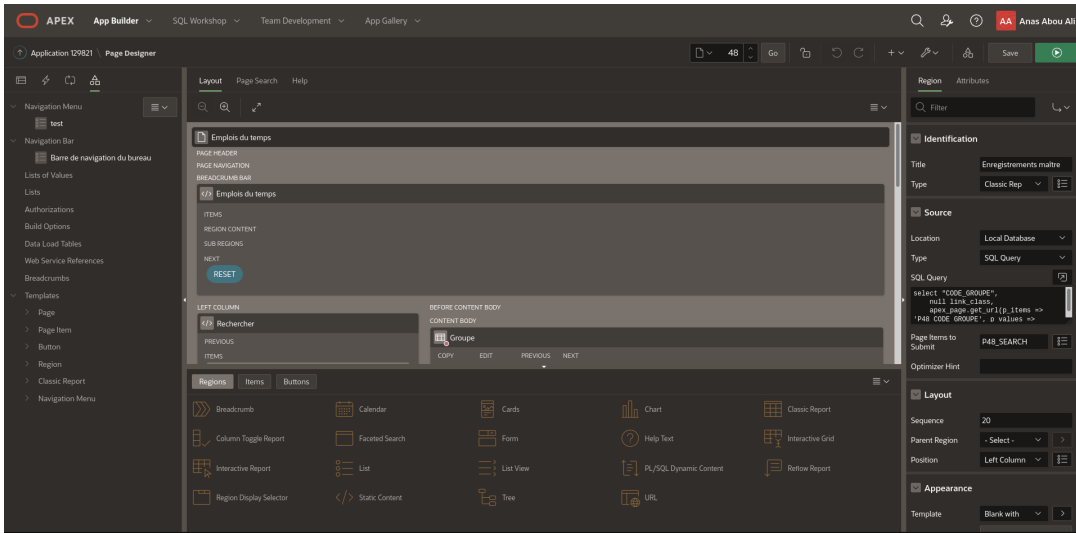 APEX App Builder SQL Workshop Team Development App Gallery AA Anas Abou Ali
Application 129821 \ Page Designer 48 Go Save
Navigation Menu
test
Navigation Bar
Barre de navigation du bureau
Lists of Values
Lists
Authorizations
Build Options
Data Load Tables
Web Service References
Breadcrumbs
Templates
Page
Page Item
Button
Region
Classic Report
Navigation Menu
Layout Page Search Help
Emplois du temps
PAGE HEADER
PAGE NAVIGATION
BREADCRUMB BAR
</> Emplois du temps
ITEMS
REGION CONTENT
SUB REGIONS
NEXT
RESET
LEFT COLUMN
</> Rechercher
PREVIOUS
ITEMS
BEFORE CONTENT BODY
CONTENT BODY
Groupe
COPY EDIT PREVIOUS NEXT
Regions Items Buttons
Breadcrumb Calendar Cards Chart Classic Report
Column Toggle Report Faceted Search Form Help Text Interactive Grid
Interactive Report List List View PL/SQL Dynamic Content Reflow Report
Region Display Selector </> Static Content Tree URL
Region Attributes
Filter
Identification
Title Enregistrements maître
Type Classic Rep
Source
Location Local Database
Type SQL Query
SQL Query
select "CODE_GROUPE",
null link_class,
apex_page.get_url(p_items =>
'P48_CODE_GROUPE', p_values =>
Page Items to Submit P48_SEARCH
Optimizer Hint
Layout
Sequence 20
Parent Region - Select -
Position Left Column
Appearance
Template Blank with